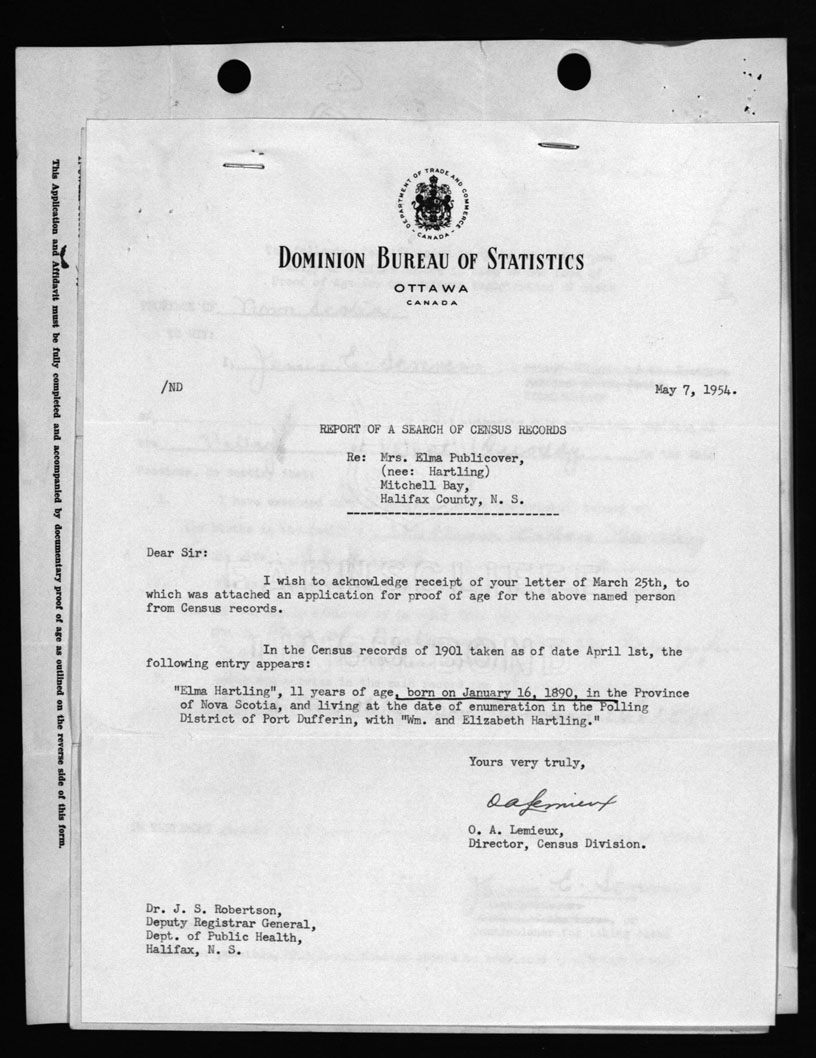 DEPARTMENT OF TRADE AND COMMERCE
CANADA
DOMINION BUREAU OF STATISTICS
OTTAWA
CANADA
/ND
May 7, 1954.
REPORT OF A SEARCH OF CENSUS RECORDS
Re: Mrs. Elma Publicover,
(nee: Hartling)
Mitchell Bay,
Halifax County, N. S.
Dear Sir:
I wish to acknowledge receipt of your letter of March 25th, to
which was attached an application for proof of age for the above named person
from Census records.
In the Census records of 1901 taken as of date April 1st, the
following entry appears:
"Elma Hartling", 11 years of age, born on January 16, 1890, in the Province
of Nova Scotia, and living at the date of enumeration in the Polling
District of Port Dufferin, with "Wm. and Elizabeth Hartling."
Yours very truly,
O A Lemieux
O. A. Lemieux,
Director, Census Division.
Dr. J. S. Robertson,
Deputy Registrar General,
Dept. of Public Health,
Halifax, N. S.
This Application and Affidavit must be fully completed and accompanied by documentary proof of age as outlined on the reverse side of this form.